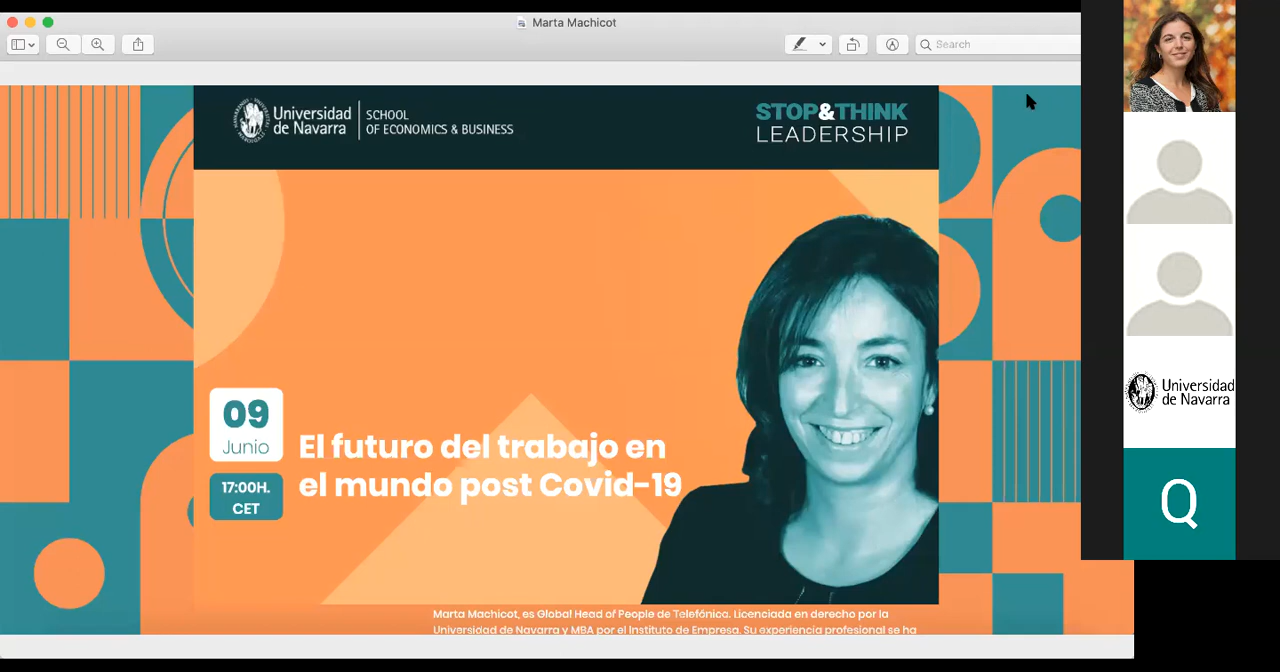 Marta Machicot
Search
Universidad
de Navarra
SCHOOL
OF ECONOMICS & BUSINESS
STOP&THINK
LEADERSHIP
09
Junio
17:00H.
CET
El futuro del trabajo en
el mundo post Covid-19
Marta Machicot, es Global Head of People de Telefónica. Licenciada en derecho por la
Universidad de Navarra y MBA por el Instituto de Empresa. Su experiencia profesional se ha
Universidad
de Navarra
Q